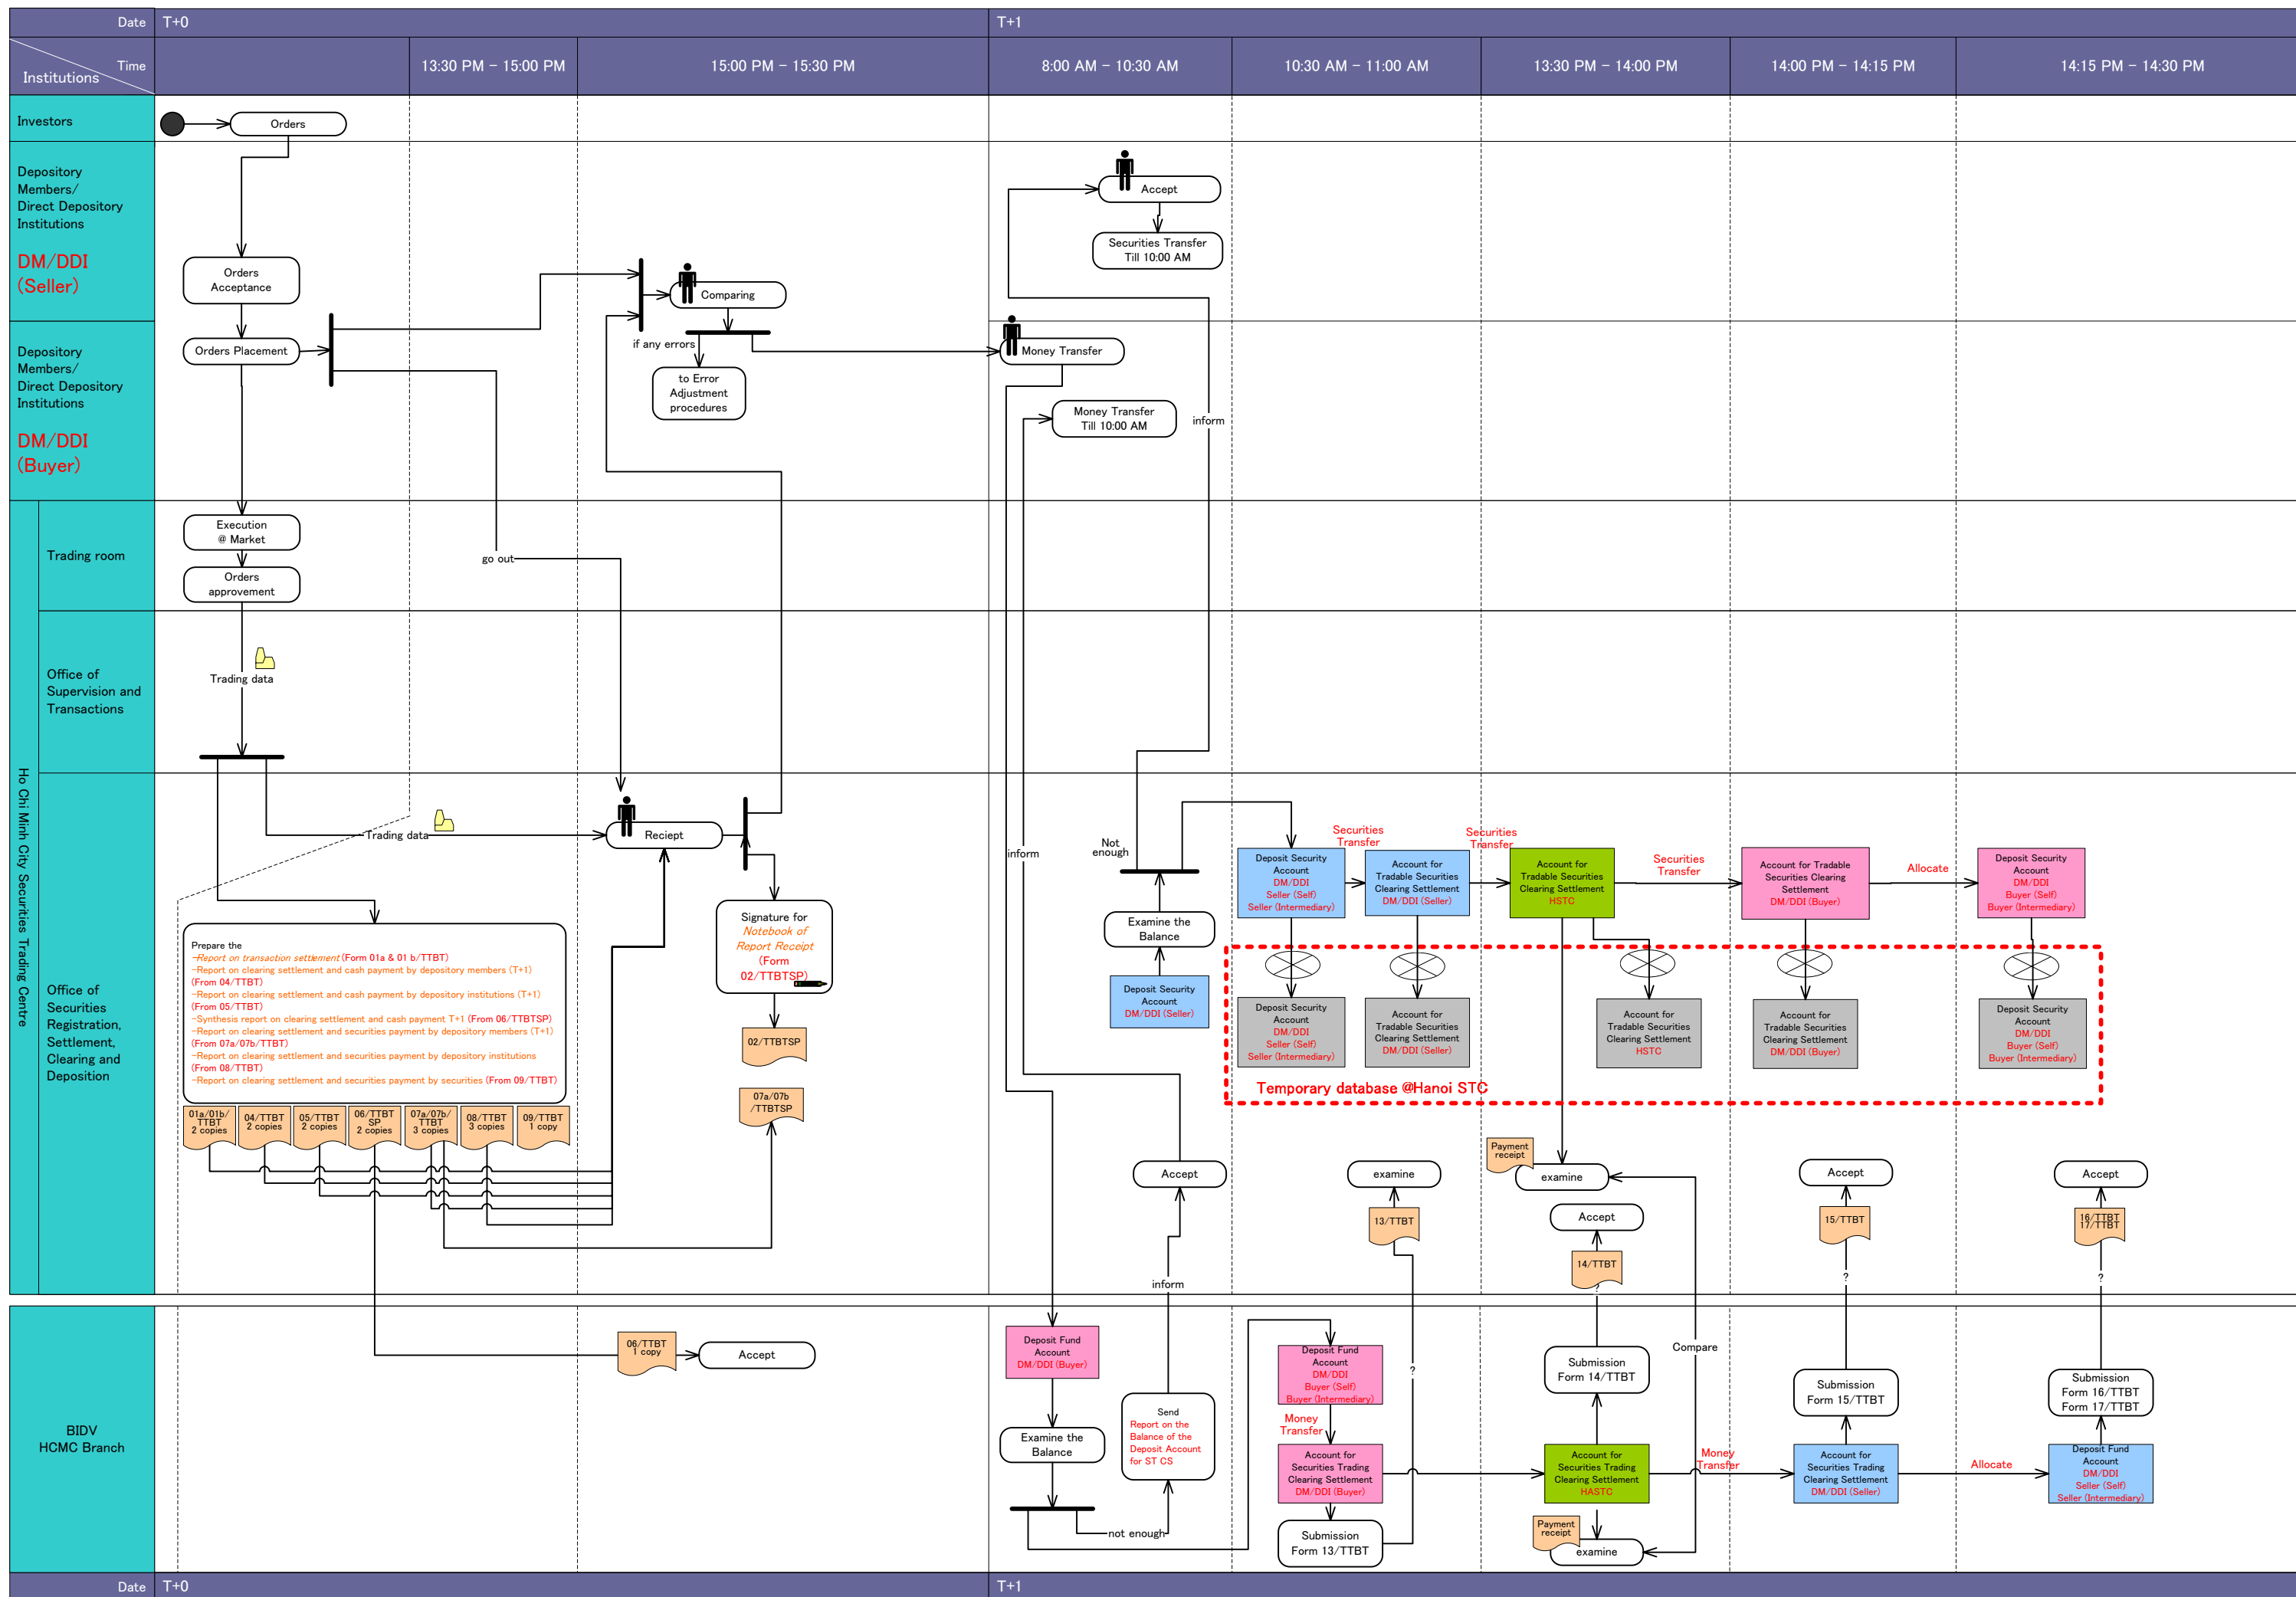 Date
T+0
T+1
Time
Institutions
13:30 PM – 15:00 PM
15:00 PM – 15:30 PM
8:00 AM – 10:30 AM
10:30 AM – 11:00 AM
13:30 PM – 14:00 PM
14:00 PM – 14:15 PM
14:15 PM – 14:30 PM
Investors
Orders
Depository
Members/
Direct Depository
Institutions
DM/DDI
(Seller)
Orders
Acceptance
Comparing
Accept
Securities Transfer
Till 10:00 AM
Depository
Members/
Direct Depository
Institutions
DM/DDI
(Buyer)
Orders Placement
if any errors
to Error
Adjustment
procedures
Money Transfer
Money Transfer
Till 10:00 AM
inform
Ho Chi Minh City Securities Trading Centre
Trading room
Execution
@ Market
Orders
approvement
go out
Office of
Supervision and
Transactions
Trading data
Office of
Securities
Registration,
Settlement,
Clearing and
Deposition
Trading data
Reciept
Prepare the
-Report on transaction settlement (Form 01a & 01 b/TTBT)
-Report on clearing settlement and cash payment by depository members (T+1)
(From 04/TTBT)
-Report on clearing settlement and cash payment by depository institutions (T+1)
(From 05/TTBT)
-Synthesis report on clearing settlement and cash payment T+1 (From 06/TTBTSP)
-Report on clearing settlement and securities payment by depository members (T+1)
(From 07a/07b/TTBT)
-Report on clearing settlement and securities payment by depository institutions
(From 08/TTBT)
-Report on clearing settlement and securities payment by securities (From 09/TTBT)
01a/01b/
TTBT
2 copies
04/TTBT
2 copies
05/TTBT
2 copies
06/TTBT
SP
2 copies
07a/07b/
TTBT
3 copies
08/TTBT
3 copies
09/TTBT
1 copy
Signature for
Notebook of
Report Receipt
(Form
02/TTBTSP)
02/TTBTSP
07a/07b
/TTBTSP
inform
Not
enough
Examine the
Balance
Deposit Security
Account
DM/DDI (Seller)
Accept
inform
Deposit Security
Account
DM/DDI
Seller (Self)
Seller (Intermediary)
Securities
Transfer
Account for
Tradable Securities
Clearing Settlement
DM/DDI (Seller)
Securities
Transfer
Account for
Tradable Securities
Clearing Settlement
HSTC
Securities
Transfer
Account for Tradable
Securities Clearing
Settlement
DM/DDI (Buyer)
Allocate
Deposit Security
Account
DM/DDI
Buyer (Self)
Buyer (Intermediary)
Deposit Security
Account
DM/DDI
Seller (Self)
Seller (Intermediary)
Account for
Tradable Securities
Clearing Settlement
DM/DDI (Seller)
Account for
Tradable Securities
Clearing Settlement
HSTC
Account for
Tradable Securities
Clearing Settlement
DM/DDI (Buyer)
Deposit Security
Account
DM/DDI
Buyer (Self)
Buyer (Intermediary)
Temporary database @Hanoi STC
examine
13/TTBT
Payment
receipt
examine
Accept
14/TTBT
?
Accept
15/TTBT
?
Accept
16/TTBT
17/TTBT
?
BIDV
HCMC Branch
06/TTBT
1 copy
Accept
Deposit Fund
Account
DM/DDI (Buyer)
Examine the
Balance
Send
Report on the
Balance of the
Deposit Account
for ST CS
not enough
Deposit Fund
Account
DM/DDI
Buyer (Self)
Buyer (Intermediary)
Money
Transfer
Account for
Securities Trading
Clearing Settlement
DM/DDI (Buyer)
Submission
Form 13/TTBT
?
Submission
Form 14/TTBT
Account for
Securities Trading
Clearing Settlement
HASTC
Payment
receipt
examine
Compare
Money
Transfer
Submission
Form 15/TTBT
Account for
Securities Trading
Clearing Settlement
DM/DDI (Seller)
Allocate
Submission
Form 16/TTBT
Form 17/TTBT
Deposit Fund
Account
DM/DDI
Seller (Self)
Seller (Intermediary)
Date
T+0
T+1